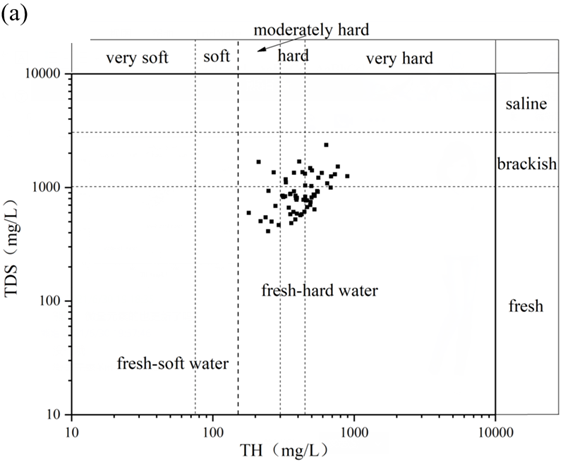 (a)
moderately hard
very soft
soft
hard
very hard
10000
saline
brackish
1000
TDS（mg/L）
fresh-hard water
100
fresh
fresh-soft water
10
10
100
1000
10000
TH（mg/L）